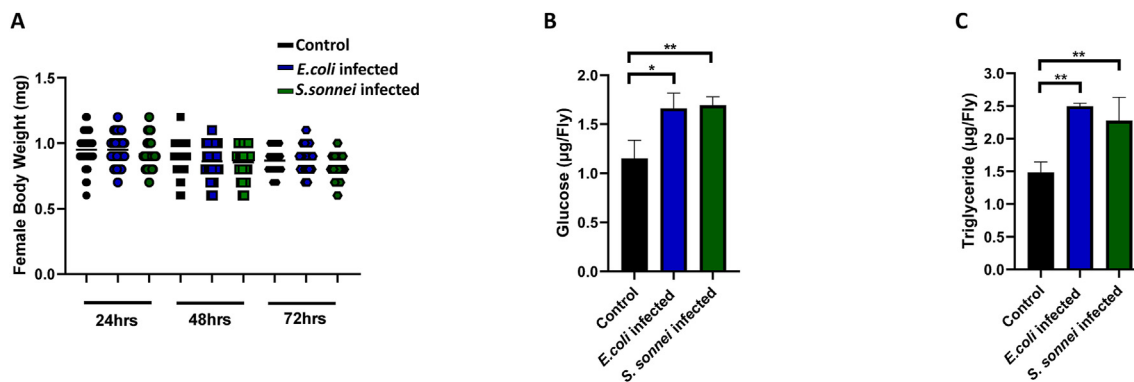 A
Control
E.coli infected
S.sonnei infected
Female Body Weight (mg)
1.5
1.0
0.5
0.0
24hrs
48hrs
72hrs
B
**
*
Glucose (µg/Fly)
2.0
1.5
1.0
0.5
0.0
Control
E.coli infected
S. sonnei infected
C
**
**
Triglyceride (µg/Fly)
3.0
2.5
2.0
1.5
1.0
0.5
0.0
Control
E.coli infected
S. sonnei infected